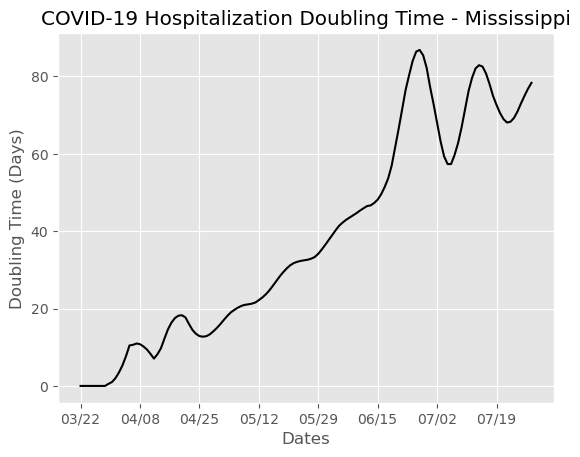 COVID-19 Hospitalization Doubling Time - Mississippi
Doubling Time (Days)
80
60
40
20
0
03/22 04/08 04/25 05/12 05/29 06/15 07/02 07/19
Dates